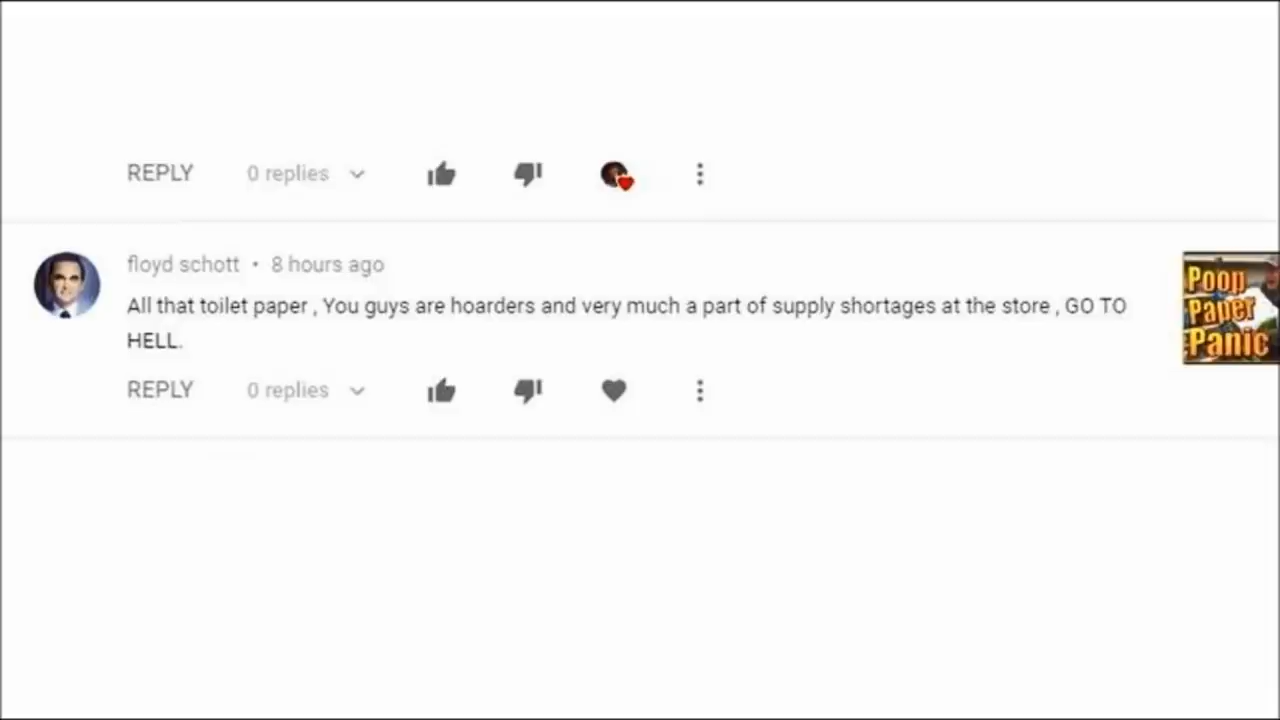 REPLY 0 replies
floyd schott • 8 hours ago
All that toilet paper , You guys are hoarders and very much a part of supply shortages at the store , GO TO
HELL.
REPLY 0 replies
Poop
Paper
Panic